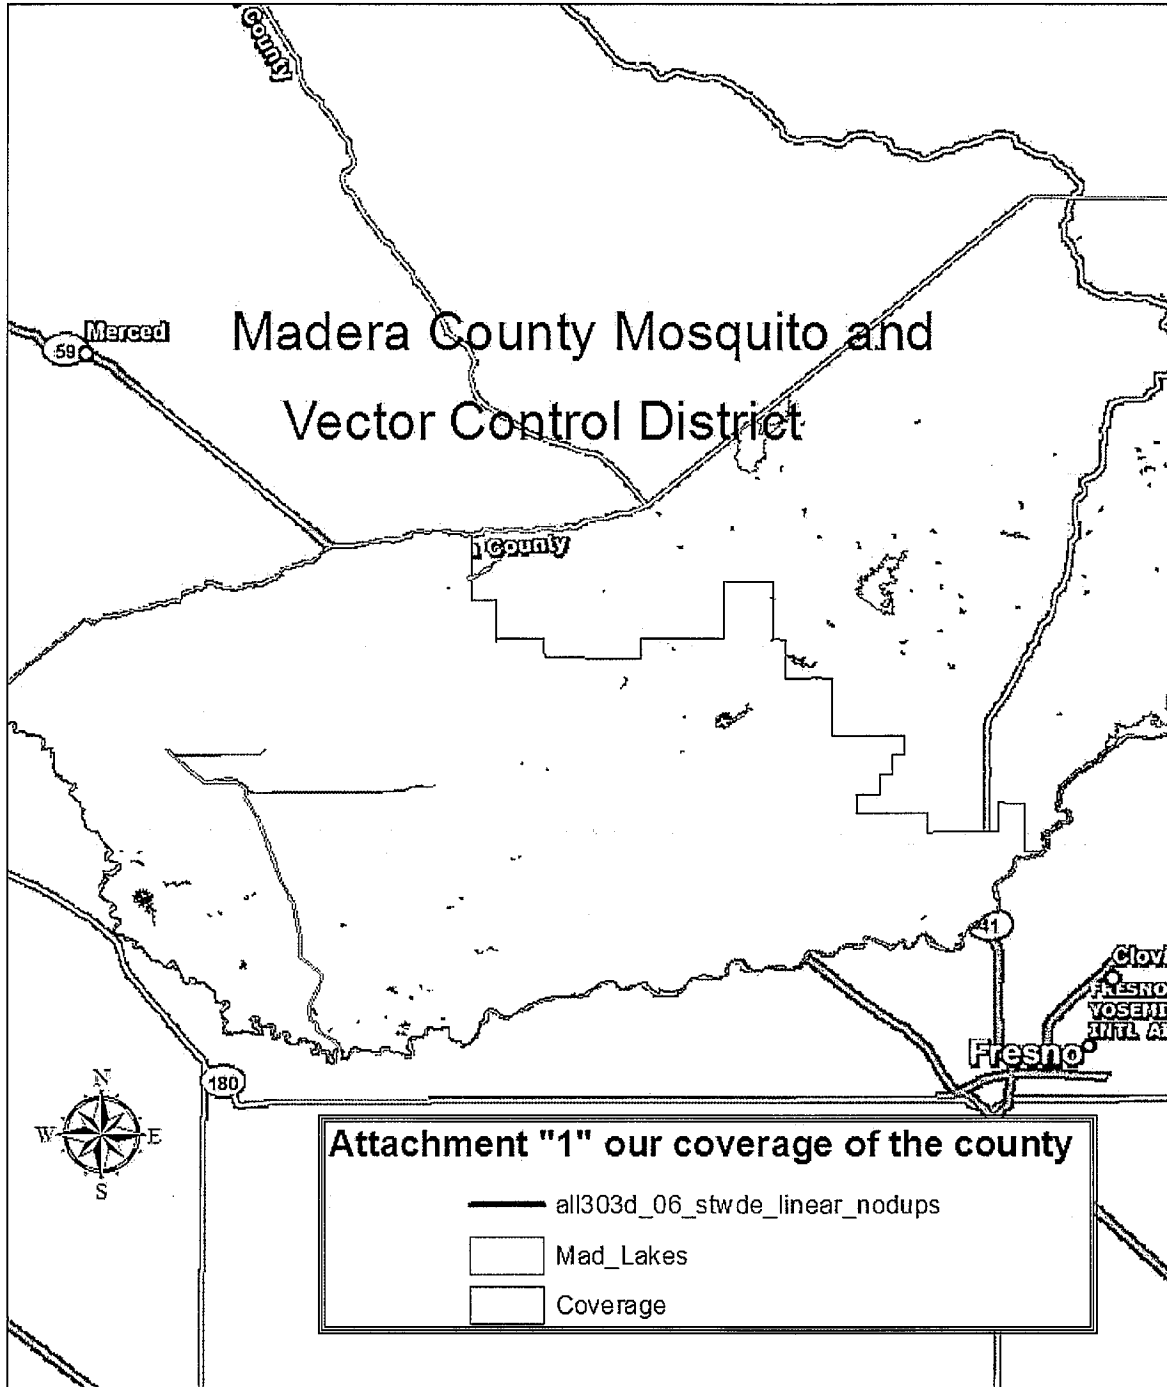 County
Madera County Mosquito and
Vector Control District
Merced
59
County
41
Fresno
180
N
W E
S
Attachment "1" our coverage of the county
all303d_06_stwde_linear_nodups
Mad_Lakes
Coverage